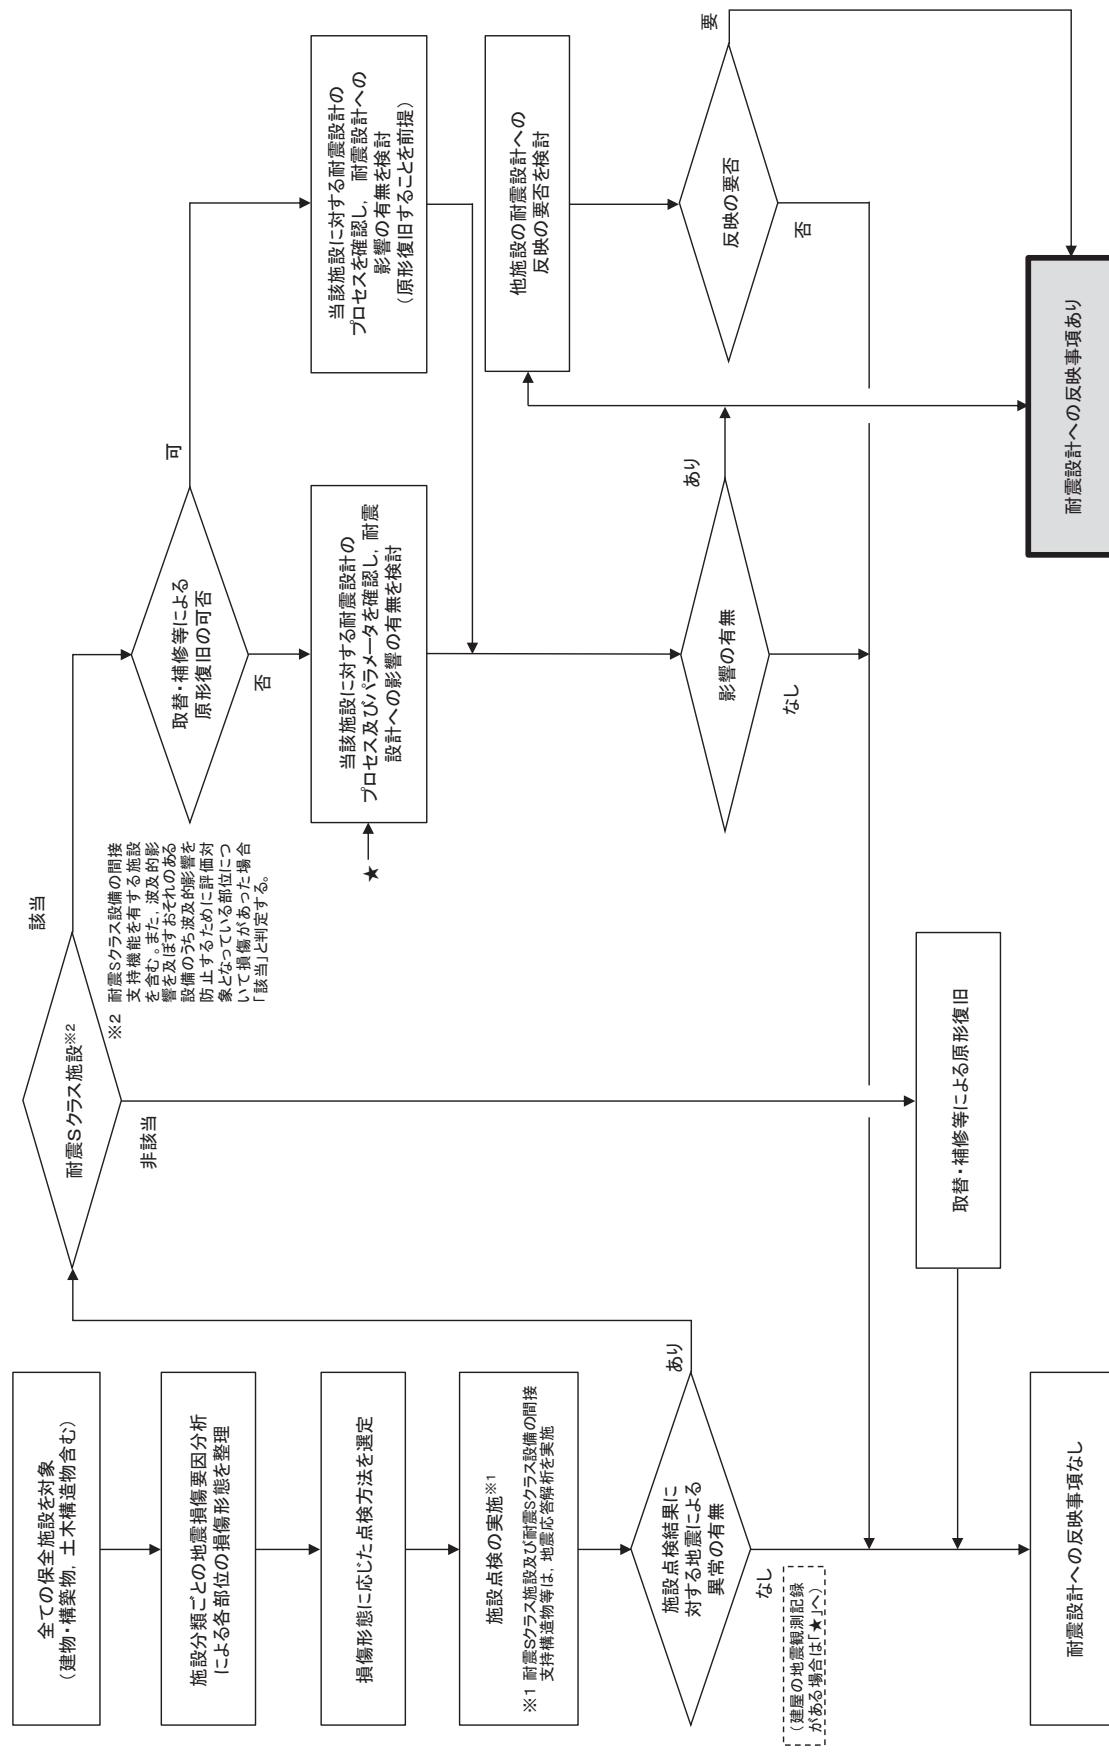 全ての保全施設を対象
（建物・構築物，土木構造物含む）
施設分類ごとの地震損傷要因分析
による各部位の損傷形態を整理
損傷形態に応じた点検方法を選定
施設点検の実施※1
※1 耐震Sクラス施設及び耐震Sクラス設備の間接
支持構造物等は，地震応答解析を実施
施設点検結果に
対する地震による
異常の有無
あり
なし
（建屋の地震観測記録
がある場合は「★」へ）
耐震設計への反映事項なし
耐震Ｓクラス施設※2
該当
非該当
※2 耐震Sクラス設備の間接
支持機能を有する施設
を含む。また，波及的影
響を及ぼすおそれのある
設備のうち波及的影響を
防止するために評価対
象となっている部位につ
いて損傷があった場合
「該当」と判定する。
取替・補修等による原形復旧
取替・補修等による
原形復旧の可否
可
否
★
当該施設に対する耐震設計の
プロセス及びパラメータを確認し，耐震
設計への影響の有無を検討
当該施設に対する耐震設計の
プロセスを確認し，耐震設計への
影響の有無を検討
（原形復旧することを前提）
影響の有無
あり
なし
他施設の耐震設計への
反映の要否を検討
反映の要否
要
否
耐震設計への反映事項あり